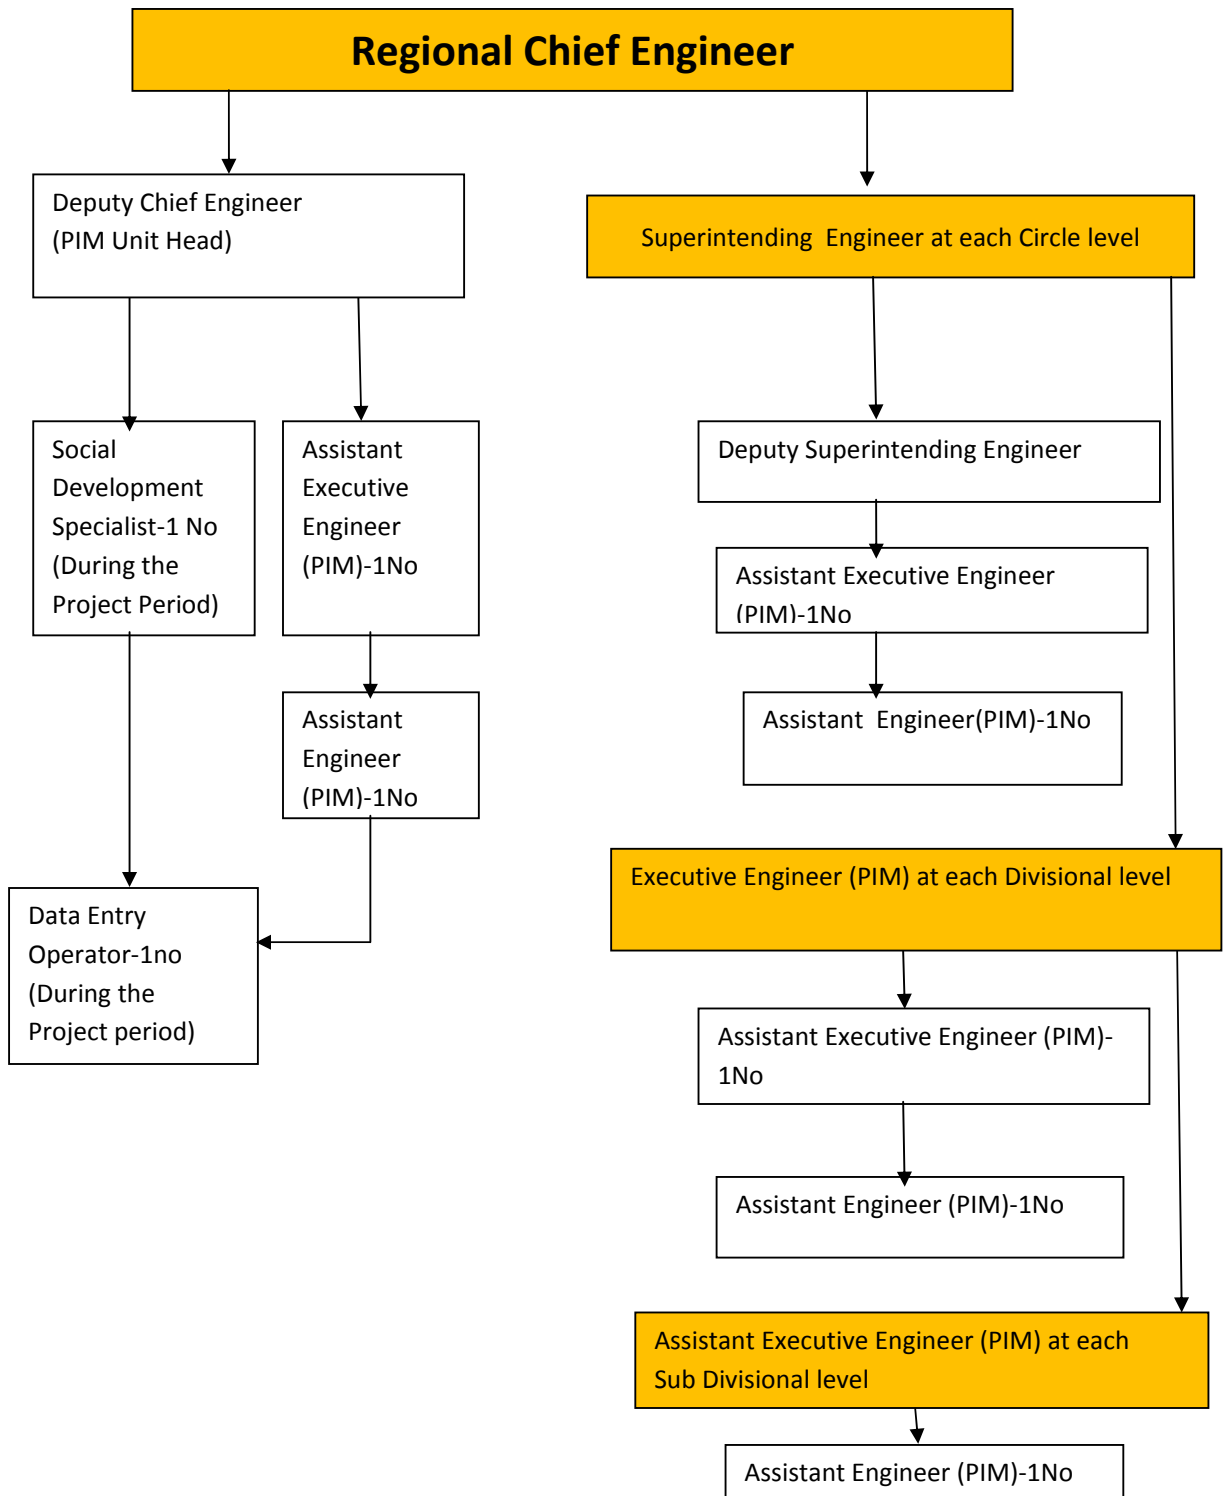 Regional Chief Engineer
Deputy Chief Engineer
(PIM Unit Head)
Superintending  Engineer at each Circle level
Social
Development
Specialist-1 No
(During the
Project Period)
Assistant
Executive
Engineer
(PIM)-1No
Deputy Superintending Engineer
Assistant Executive Engineer
(PIM)-1No
Assistant
Engineer
(PIM)-1No
Assistant  Engineer(PIM)-1No
Executive Engineer (PIM) at each Divisional level
Data Entry
Operator-1no
(During the
Project period)
Assistant Executive Engineer (PIM)-
1No
Assistant Engineer (PIM)-1No
Assistant Executive Engineer (PIM) at each
Sub Divisional level
Assistant Engineer (PIM)-1No